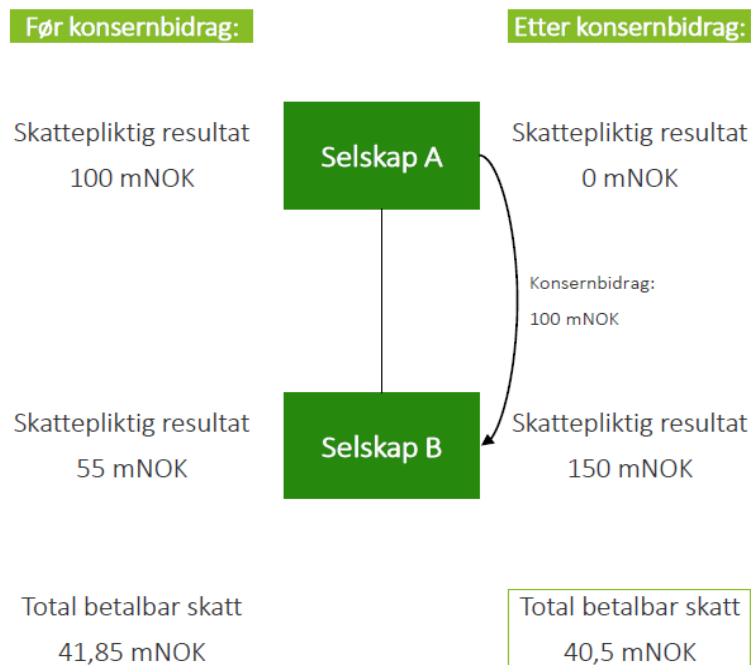 Før konsernbidrag:
Etter konsernbidrag:
Skattepliktig resultat
100 mNOK
Selskap A
Skattepliktig resultat
0 mNOK
Konsernbidrag:
100 mNOK
Skattepliktig resultat
55 mNOK
Selskap B
Skattepliktig resultat
150 mNOK
Total betalbar skatt
41,85 mNOK
Total betalbar skatt
40,5 mNOK